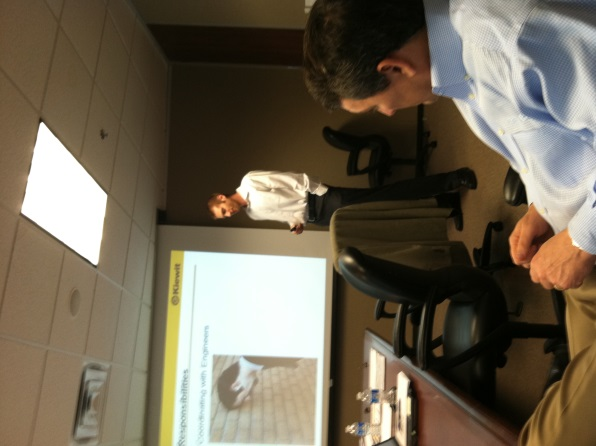 Kiewit
Responsibilities
Coordinating with Engineers